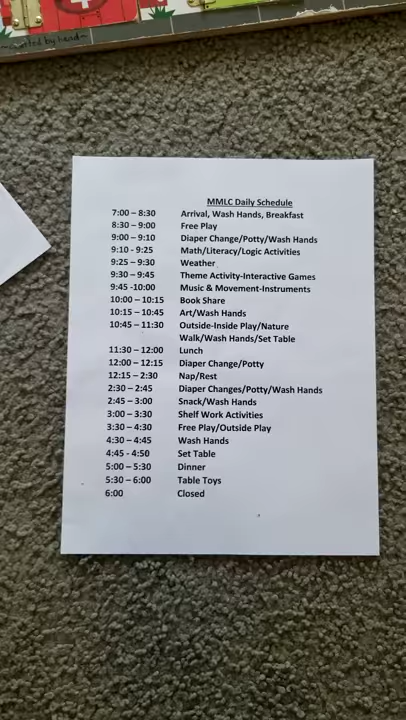 ~crafted by hand~
MMLC Daily Schedule
7:00 – 8:30 Arrival, Wash Hands, Breakfast
8:30 – 9:00 Free Play
9:00 – 9:10 Diaper Change/Potty/Wash Hands
9:10 - 9:25 Math/Literacy/Logic Activities
9:25 – 9:30 Weather
9:30 – 9:45 Theme Activity-Interactive Games
9:45 -10:00 Music & Movement-Instruments
10:00 – 10:15 Book Share
10:15 – 10:45 Art/Wash Hands
10:45 – 11:30 Outside-Inside Play/Nature
Walk/Wash Hands/Set Table
11:30 – 12:00 Lunch
12:00 – 12:15 Diaper Change/Potty
12:15 – 2:30 Nap/Rest
2:30 – 2:45 Diaper Changes/Potty/Wash Hands
2:45 – 3:00 Snack/Wash Hands
3:00 – 3:30 Shelf Work Activities
3:30 – 4:30 Free Play/Outside Play
4:30 – 4:45 Wash Hands
4:45 - 4:50 Set Table
5:00 – 5:30 Dinner
5:30 – 6:00 Table Toys
6:00 Closed